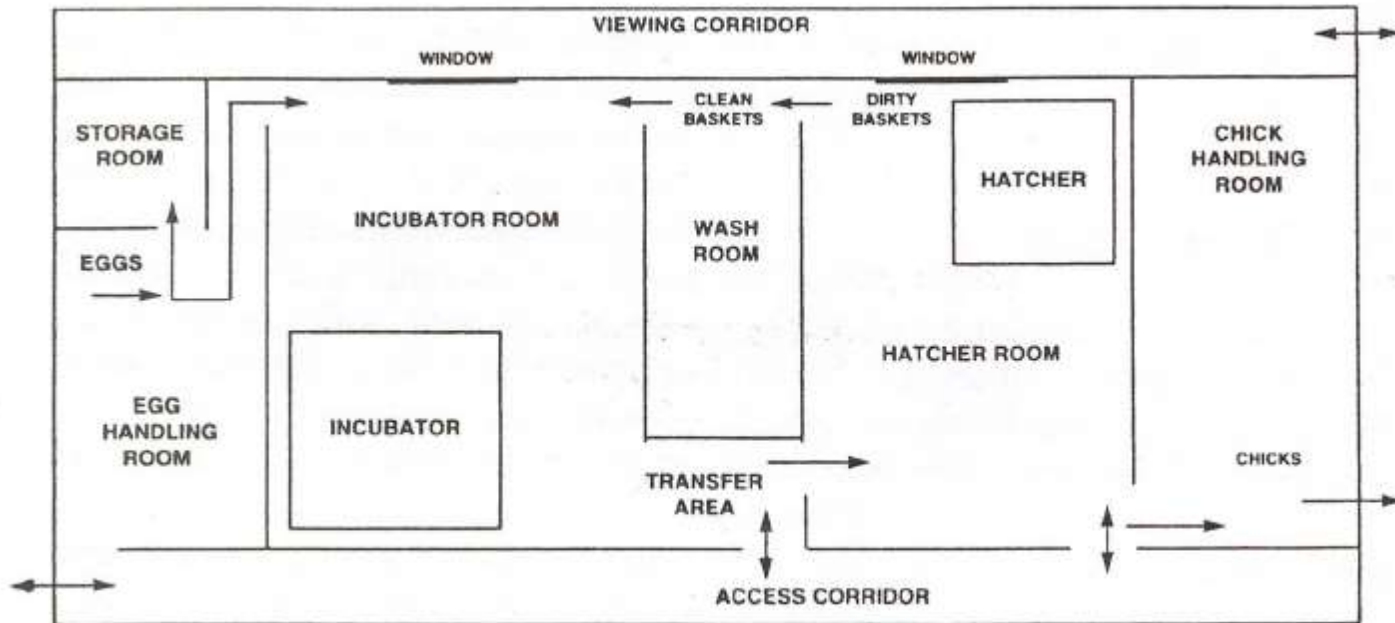 VIEWING CORRIDOR
WINDOW
WINDOW
STORAGE
ROOM
CLEAN
BASKETS
DIRTY
BASKETS
HATCHER
CHICK
HANDLING
ROOM
INCUBATOR ROOM
WASH
ROOM
EGGS
HATCHER ROOM
EGG
HANDLING
ROOM
INCUBATOR
TRANSFER
AREA
CHICKS
ACCESS CORRIDOR